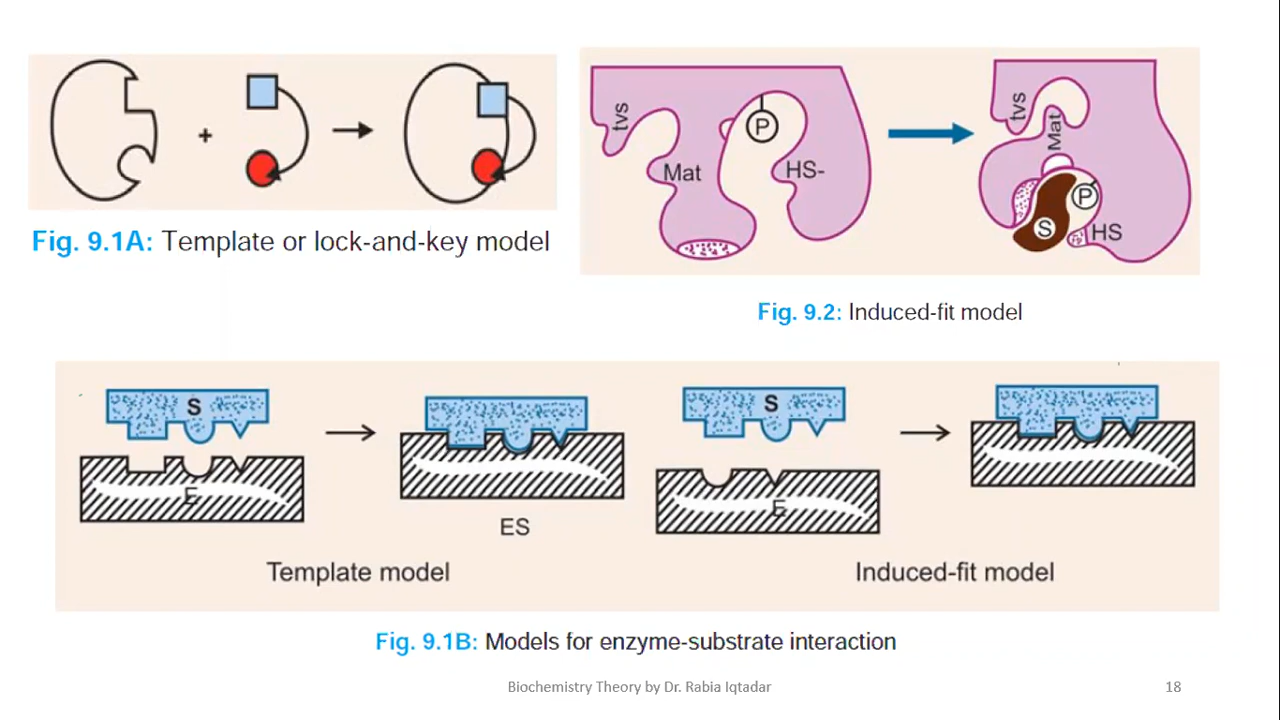 +
tvs
Mat
P
HS-
tvs
Mat
P
S
HS
Fig. 9.1A: Template or lock-and-key model
Fig. 9.2: Induced-fit model
S
E
ES
S
E
Template model
Induced-fit model
Fig. 9.1B: Models for enzyme-substrate interaction
Biochemistry Theory by Dr. Rabia Iqtadar
18